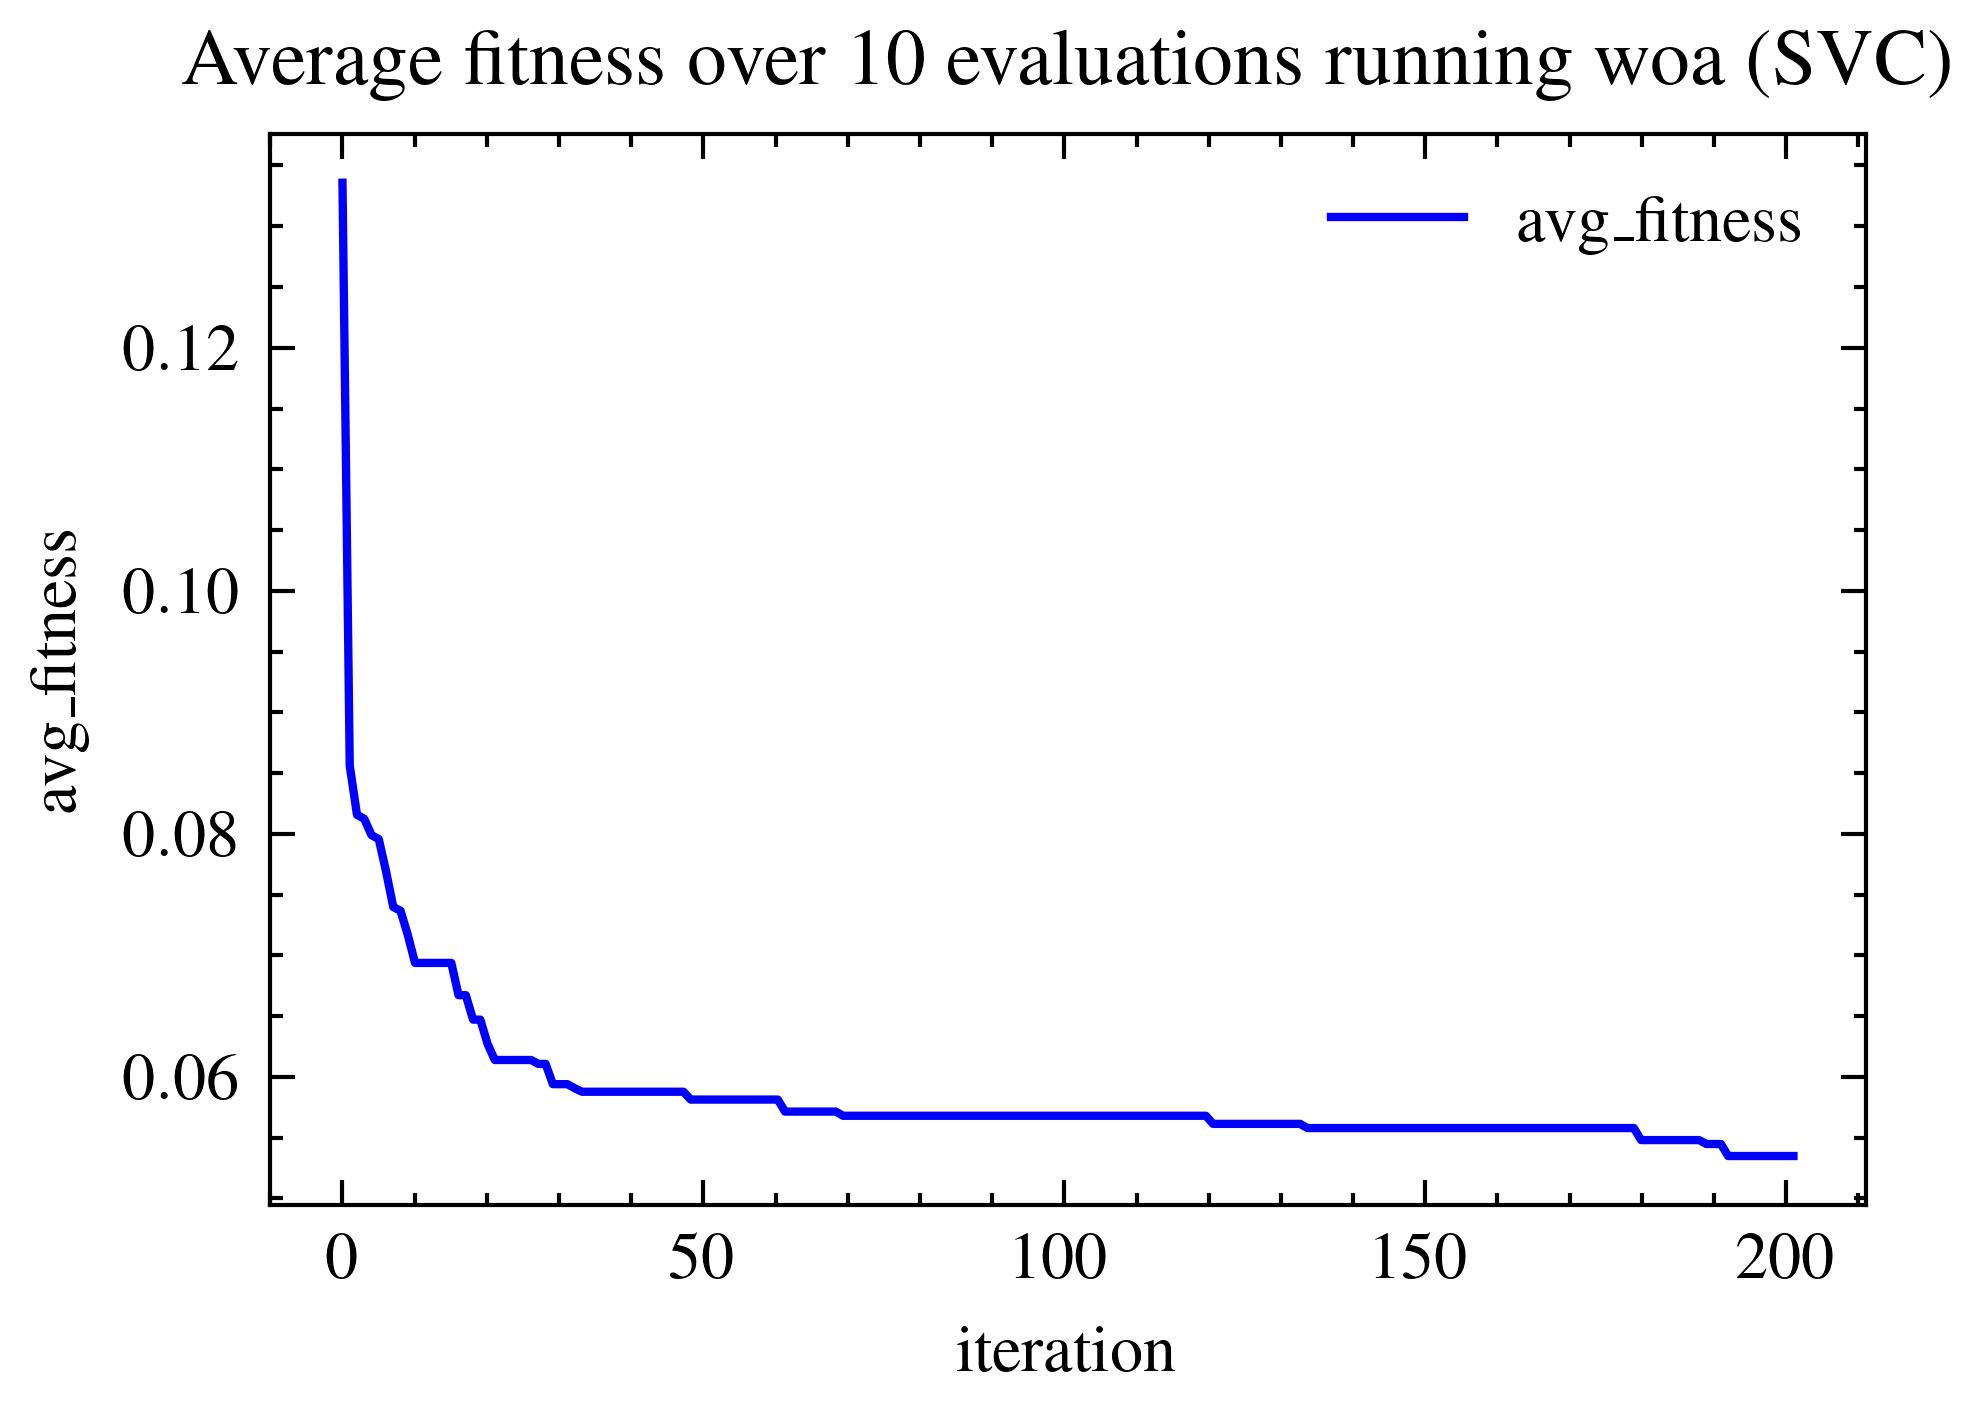 Average fitness over 10 evaluations running woa (SVC)
avg_fitness
0.12
0.10
0.08
0.06
avg_fitness
0 50 100 150 200
iteration